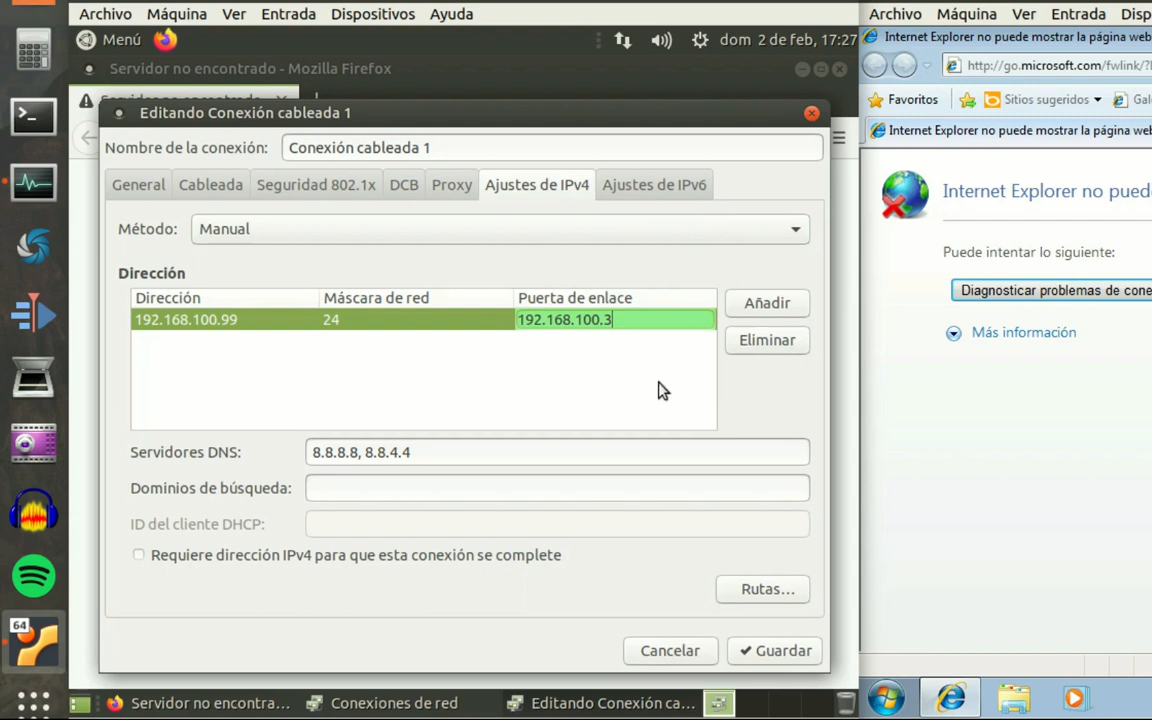 Archivo Máquina Ver Entrada Dispositivos Ayuda
Menú
dom 2 de feb, 17:27
Servidor no encontrado - Mozilla Firefox
Editando Conexión cableada 1
Nombre de la conexión: Conexión cableada 1
General Cableada Seguridad 802.1x DCB Proxy Ajustes de IPv4 Ajustes de IPv6
Método: Manual
Dirección
Dirección Máscara de red Puerta de enlace
192.168.100.99 24 192.168.100.3
Añadir
Eliminar
Servidores DNS: 8.8.8.8, 8.8.4.4
Dominios de búsqueda:
ID del cliente DHCP:
Requiere dirección IPv4 para que esta conexión se complete
Rutas...
Cancelar Guardar
64
Servidor no encontra... Conexiones de red Editando Conexión ca...
Archivo Máquina Ver Entrada Disp
Internet Explorer no puede mostrar la página web
http://go.microsoft.com/fwlink/?l
Favoritos Sitios sugeridos Gal
Internet Explorer no puede mostrar la página web
Internet Explorer no pued
Puede intentar lo siguiente:
Diagnosticar problemas de cone
Más información